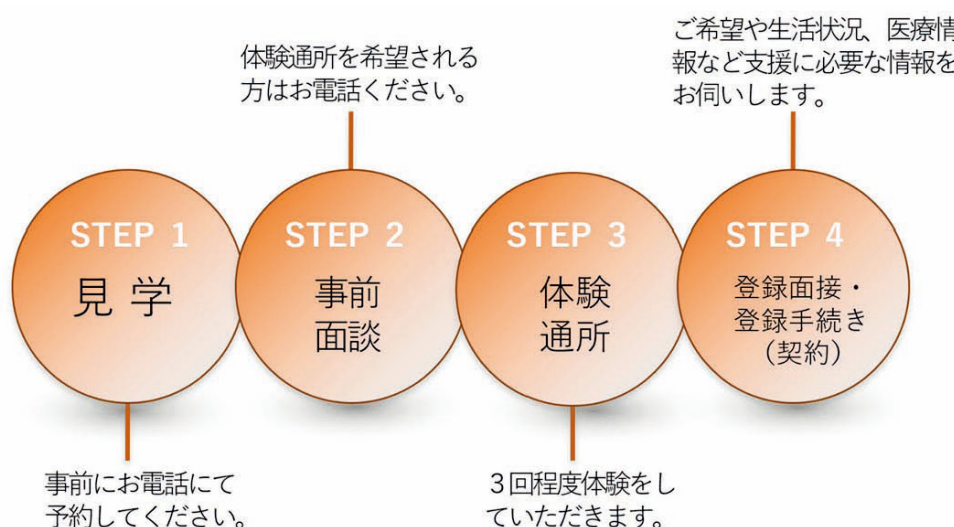 体験通所を希望される
方はお電話ください。
ご希望や生活状況、医療情
報など支援に必要な情報を
お伺いします。
STEP 1
見 学
STEP 2
事前
面談
STEP 3
体験
通所
STEP 4
登録面接・
登録手続き
（契約）
事前にお電話にて
予約してください。
３回程度体験をし
ていただきます。